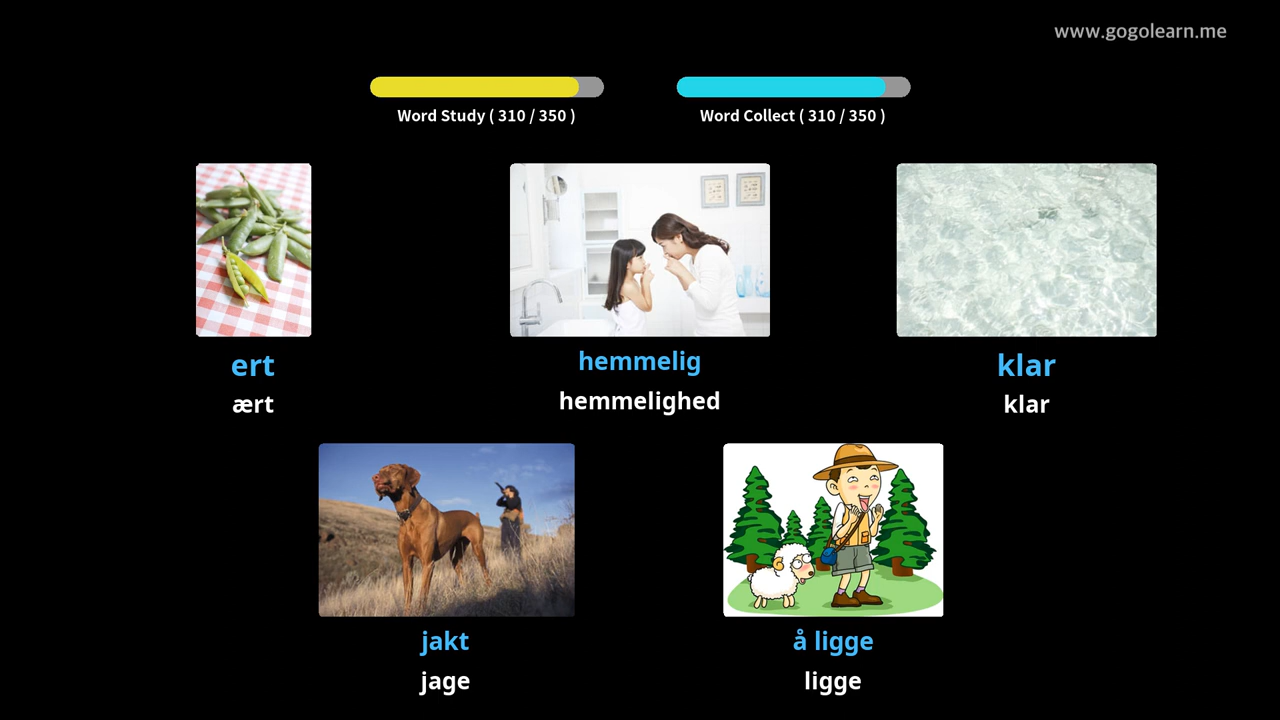 www.gogolearn.me
Word Study ( 310 / 350 )
Word Collect ( 310 / 350 )
ert
ært
hemmelig
hemmelighed
klar
klar
jakt
jage
å ligge
ligge